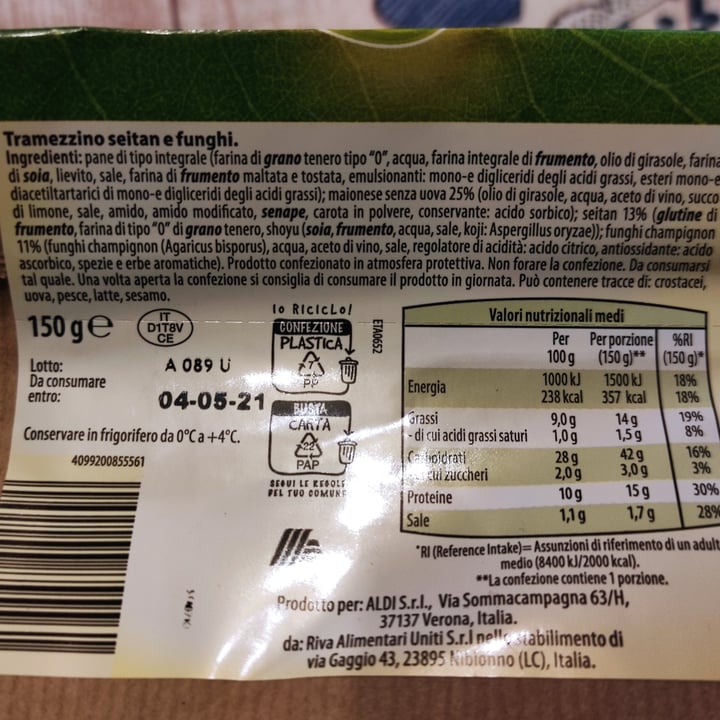 Tramezzino seitan e funghi.
Ingredienti: pane di tipo integrale (farina di grano tenero tipo "0", acqua, farina integrale di frumento, olio di girasole, farina
di soia, lievito, sale, farina di frumento maltata e tostata, emulsionanti: mono-e digliceridi degli acidi grassi, esteri mono-e
diacetiltartarici di mono-e digliceridi degli acidi grassi); maionese senza uova 25% (olio di girasole, acqua, aceto di vino, succo
di limone, sale, amido, amido modificato, senape, carota in polvere, conservante: acido sorbico); seitan 13% (glutine di
frumento, farina di tipo "0" di grano tenero, shoyu (soia, frumento, acqua, sale, koji: Aspergillus oryzae)); funghi champignon
11% (funghi champignon (Agaricus bisporus), acqua, aceto di vino, sale, regolatore di acidità: acido citrico, antiossidante: acido
ascorbico, spezie e erbe aromatiche). Prodotto confezionato in atmosfera protettiva. Non forare la confezione. Da consumarsi
tal quale. Una volta aperta la confezione si consiglia di consumare il prodotto in giornata. Può contenere tracce di: crostacei,
uova, pesce, latte, sesamo.
150 g e
IT
D1T8V
CE
Lotto: A 089 U
Da consumare
entro: 04-05-21
Conservare in frigorifero da 0°C a +4°C.
4099200855561
Io RICICLo!
CONFEZIONE
PLASTICA
PP
BUSTA
CARTA
22
PAP
SEGUI LE REGOLE
DEL TUO COMUNE
ETA0652
Valori nutrizionali medi
Per 100 g Per porzione (150 g)** %RI (150 g)*
Energia 1000 kJ 1500 kJ 18%
238 kcal 357 kcal 18%
Grassi 9,0 g 14 g 19%
- di cui acidi grassi saturi 1,0 g 1,5 g 8%
Carboidrati 28 g 42 g 16%
di cui zuccheri 2,0 g 3,0 g 3%
Proteine 10 g 15 g 30%
Sale 1,1 g 1,7 g 28%
*RI (Reference Intake)= Assunzioni di riferimento di un adult
medio (8400 kJ/2000 kcal).
**La confezione contiene 1 porzione.
Prodotto per: ALDI S.r.l., Via Sommacampagna 63/H,
37137 Verona, Italia.
da: Riva Alimentari Uniti S.r.l nello stabilimento di
via Gaggio 43, 23895 Nibionno (LC), Italia.